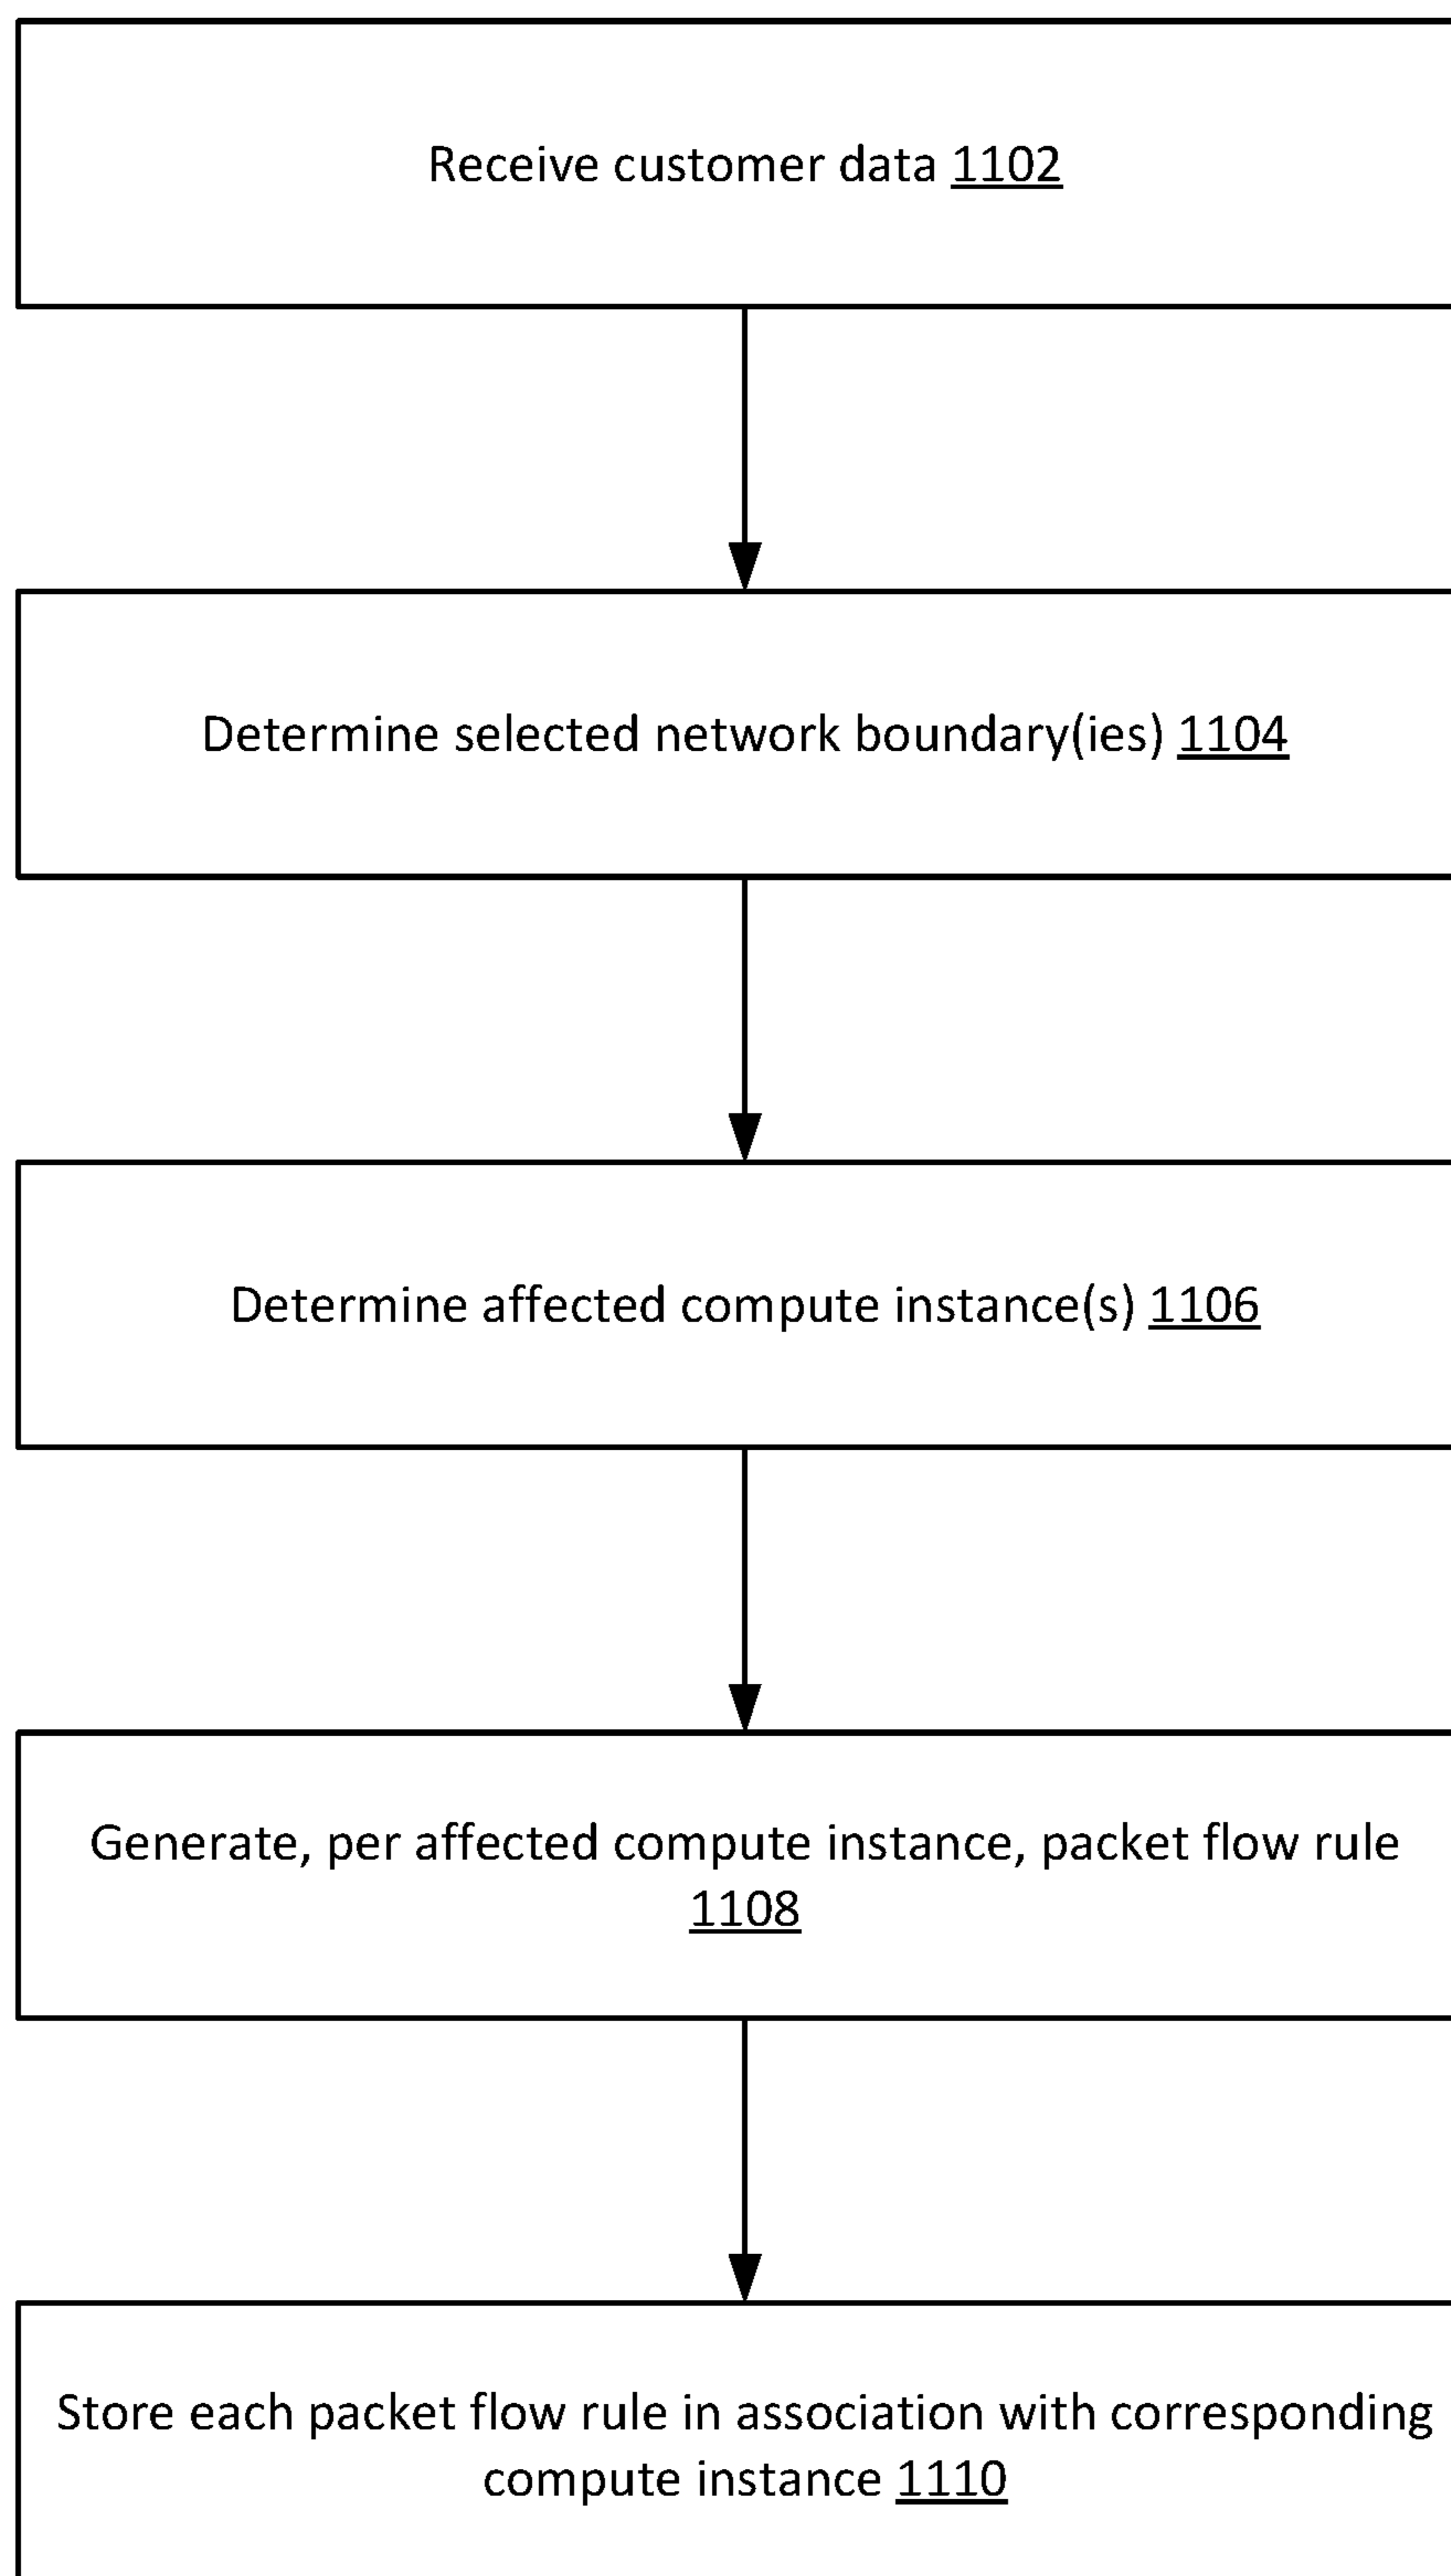 Receive customer data 1102
Determine selected network boundary(ies) 1104
Determine affected compute instance(s) 1106
Generate, per affected compute instance, packet flow rule
1108
Store each packet flow rule in association with corresponding
compute instance 1110